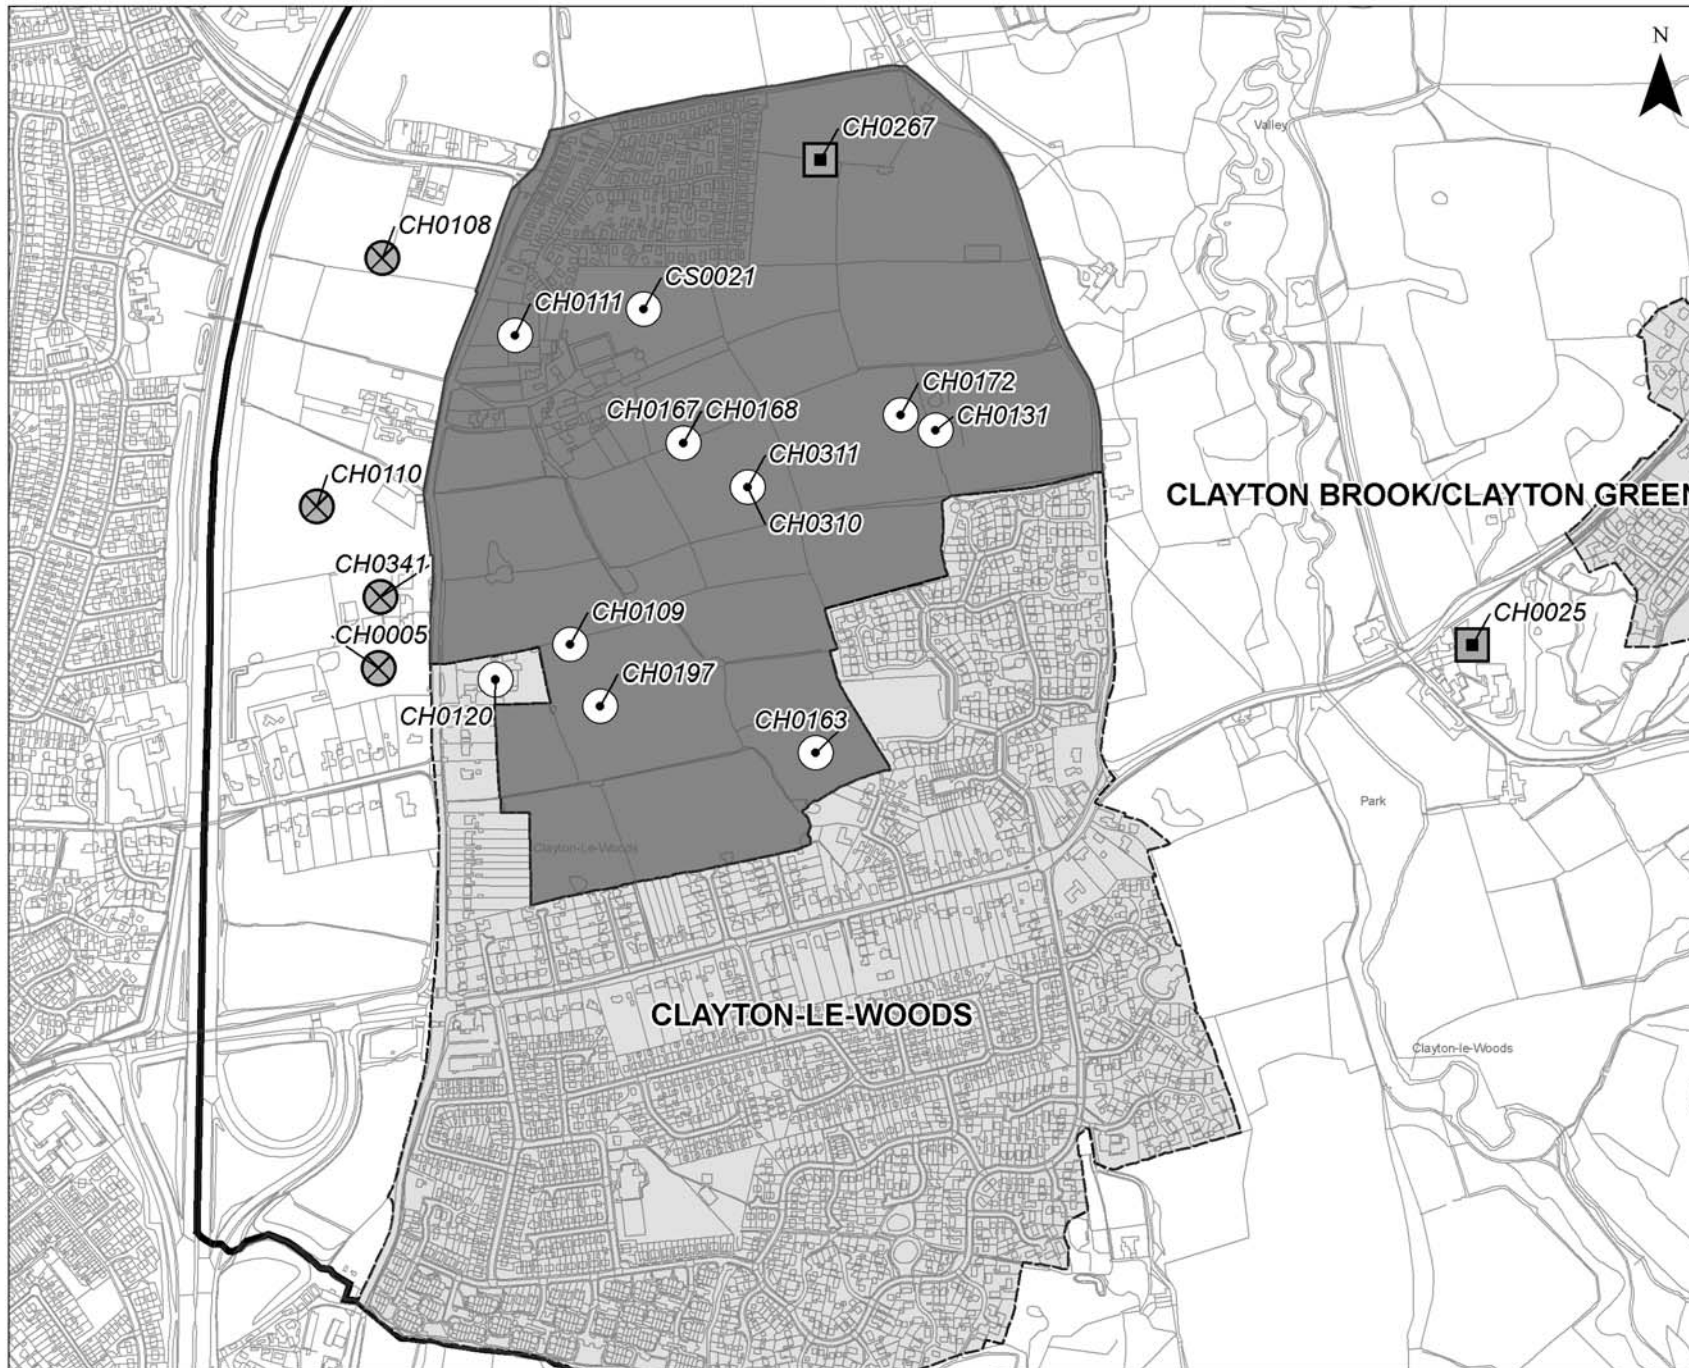 N
CH0267
Valley
CH0108
CS0021
CH0111
CH0172
CH0167 CH0168
CH0131
CH0311
CH0110
CLAYTON BROOK/CLAYTON GREEN
CH0310
CH0341
CH0109
CH0025
CH0005
CH0197
CH0120
CH0163
Park
Clayton-Le-Woods
CLAYTON-LE-WOODS
Clayton-le-Woods